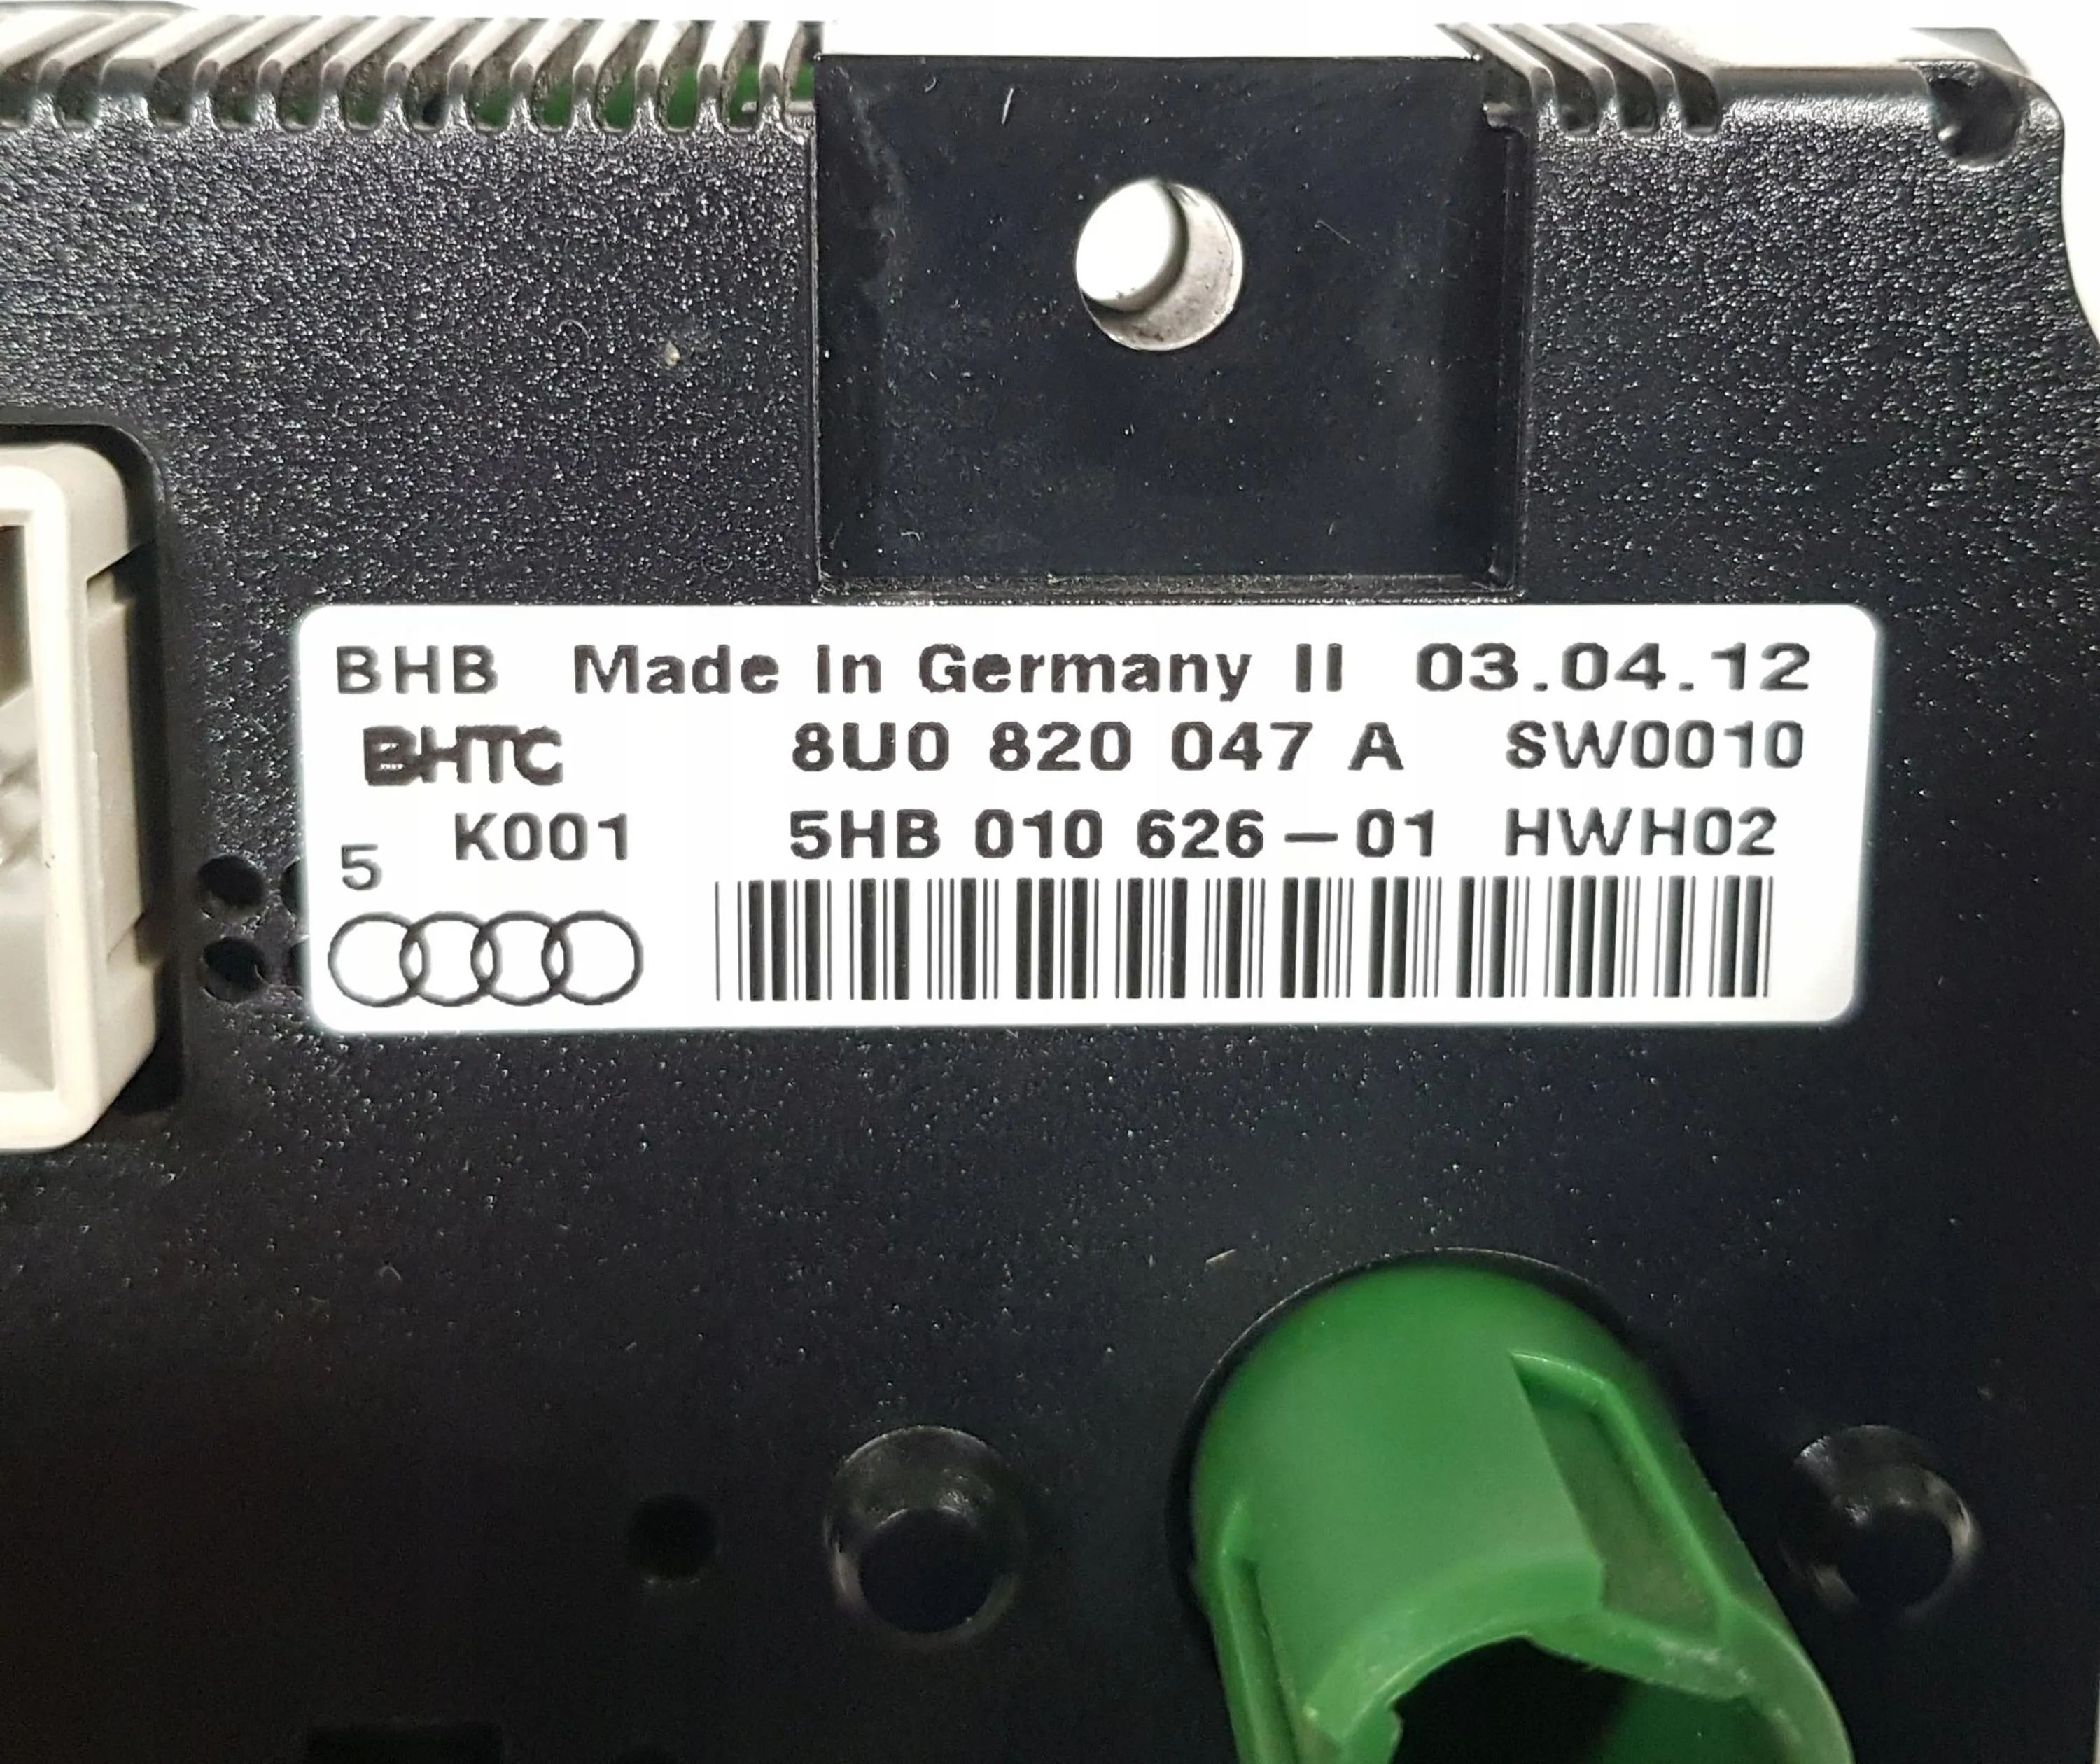 BHB Made In Germany II 03.04.12
BHTC 8U0 820 047 A SW0010
K001 5HB 010 626-01 HWH02
5